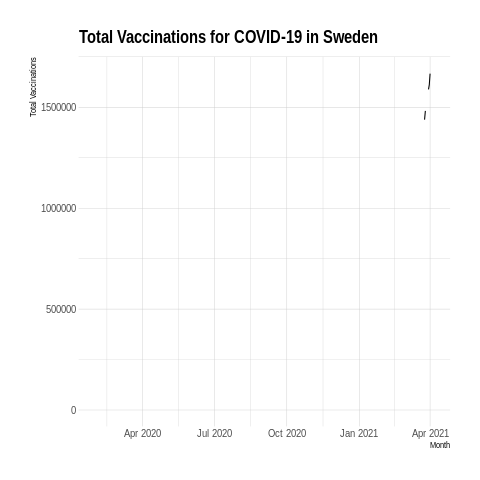 Total Vaccinations for COVID-19 in Sweden
Total Vaccinations
1500000
1000000
500000
0
Apr 2020 Jul 2020 Oct 2020 Jan 2021 Apr 2021
Month